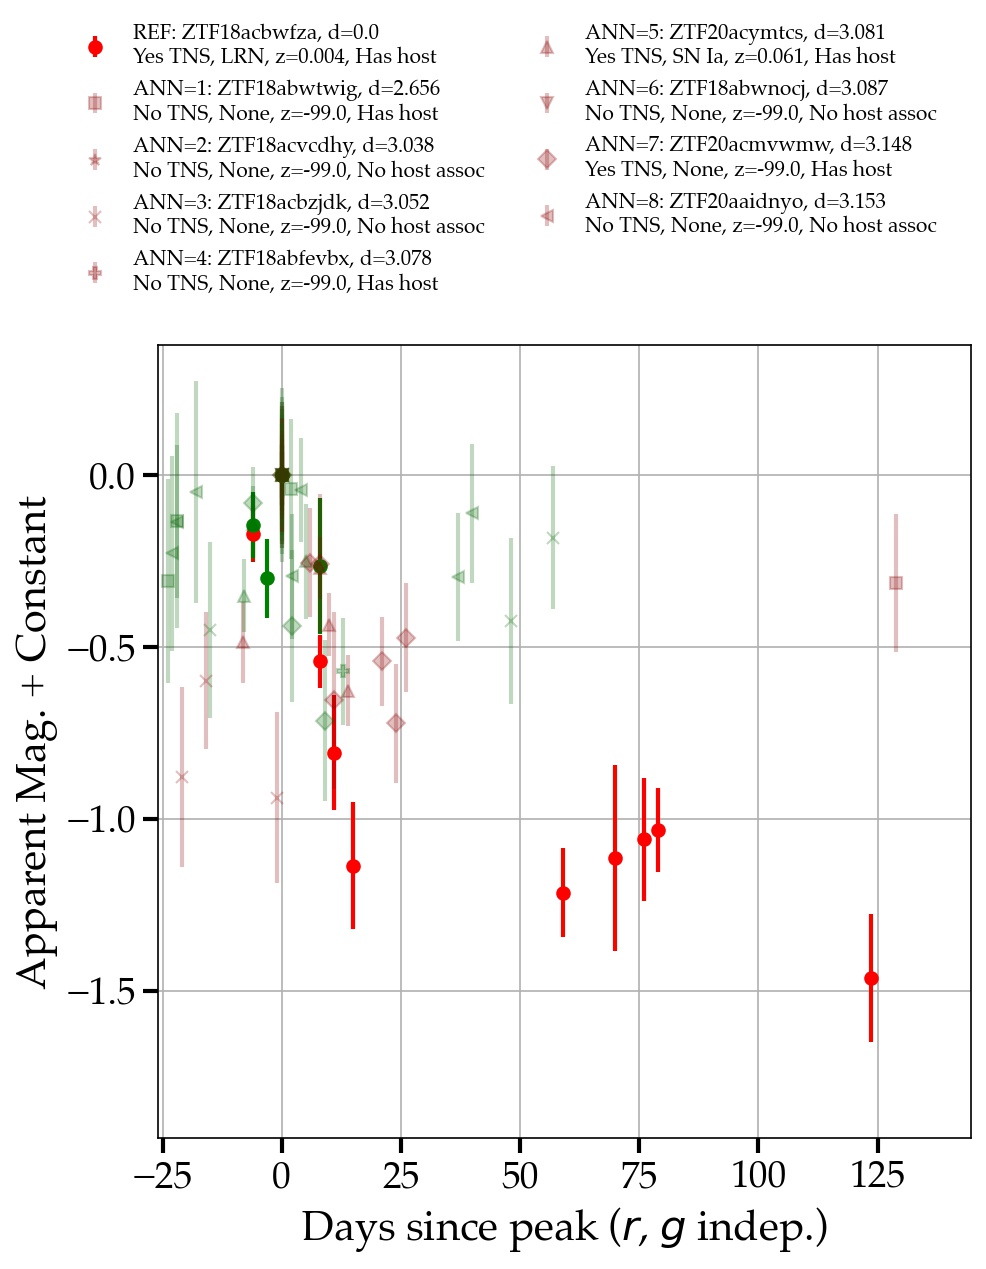 REF: ZTF18acbwfza, d=0.0
Yes TNS, LRN, z=0.004, Has host
ANN=1: ZTF18abwtwig, d=2.656
No TNS, None, z=-99.0, Has host
ANN=2: ZTF18acvcdhy, d=3.038
No TNS, None, z=-99.0, No host assoc
ANN=3: ZTF18acbzjdk, d=3.052
No TNS, None, z=-99.0, No host assoc
ANN=4: ZTF18abfevbx, d=3.078
No TNS, None, z=-99.0, Has host
ANN=5: ZTF20acymtcs, d=3.081
Yes TNS, SN Ia, z=0.061, Has host
ANN=6: ZTF18abwnocj, d=3.087
No TNS, None, z=-99.0, No host assoc
ANN=7: ZTF20acmvwmw, d=3.148
Yes TNS, None, z=-99.0, Has host
ANN=8: ZTF20aaidnyo, d=3.153
No TNS, None, z=-99.0, No host assoc
Apparent Mag. + Constant
0.0
−0.5
−1.0
−1.5
−25 0 25 50 75 100 125
Days since peak (r, g indep.)